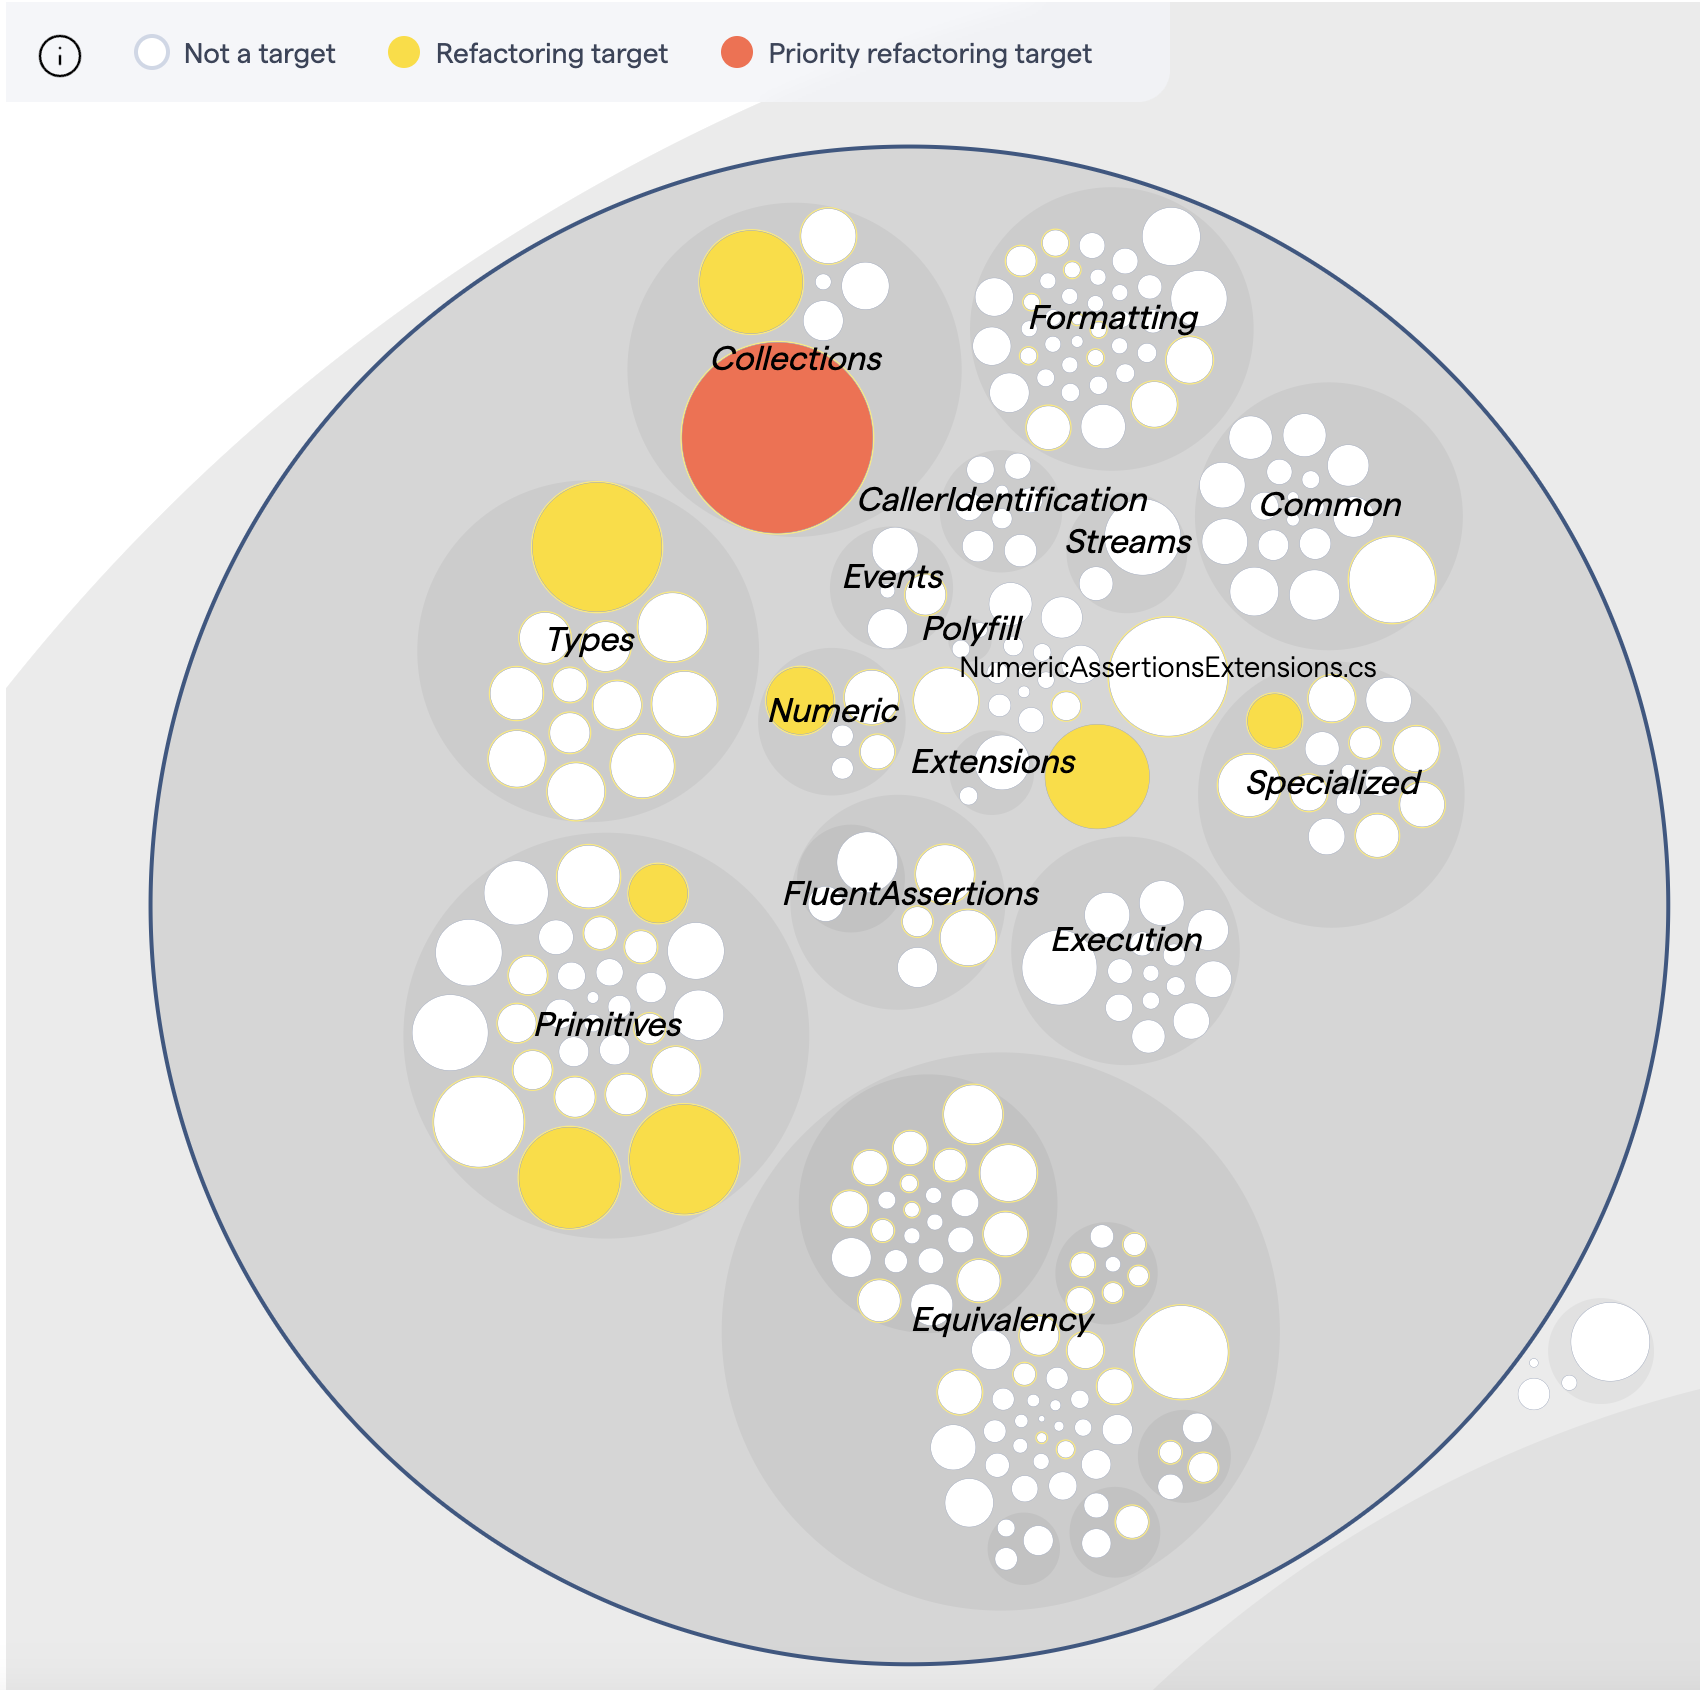 Not a target
Refactoring target
Priority refactoring target
Formatting
Collections
CallerIdentification
Common
Streams
Events
Polyfill
Types
NumericAssertionsExtensions.cs
Numeric
Extensions
Specialized
FluentAssertions
Execution
Primitives
Equivalency